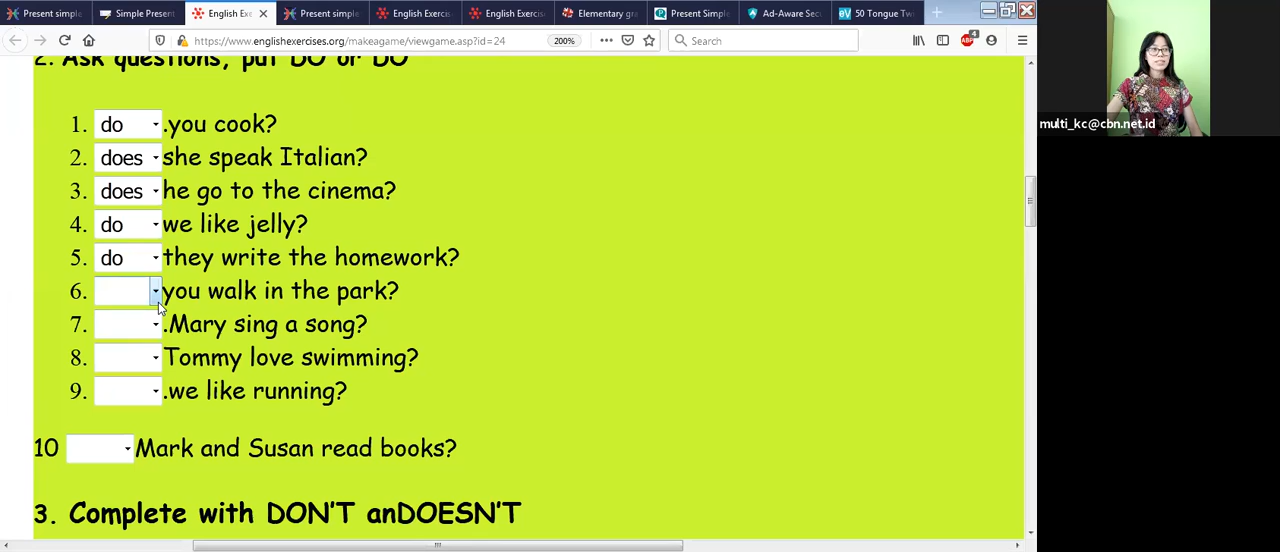 Present simple
Simple Present
English Exe
Present simple
English Exerci
English Exerci
Elementary gra
Present Simple
Ad-Aware Sec
50 Tongue Tw
https://www.englishexercises.org/makeagame/viewgame.asp?id=24
200%
Search
4
2. Ask questions, put DO or DO
1. do .you cook?
2. does she speak Italian?
3. does he go to the cinema?
4. do we like jelly?
5. do they write the homework?
6. you walk in the park?
7. .Mary sing a song?
8. Tommy love swimming?
9. .we like running?
10 Mark and Susan read books?
3. Complete with DON'T anDOESN'T
multi_kc@cbn.net.id